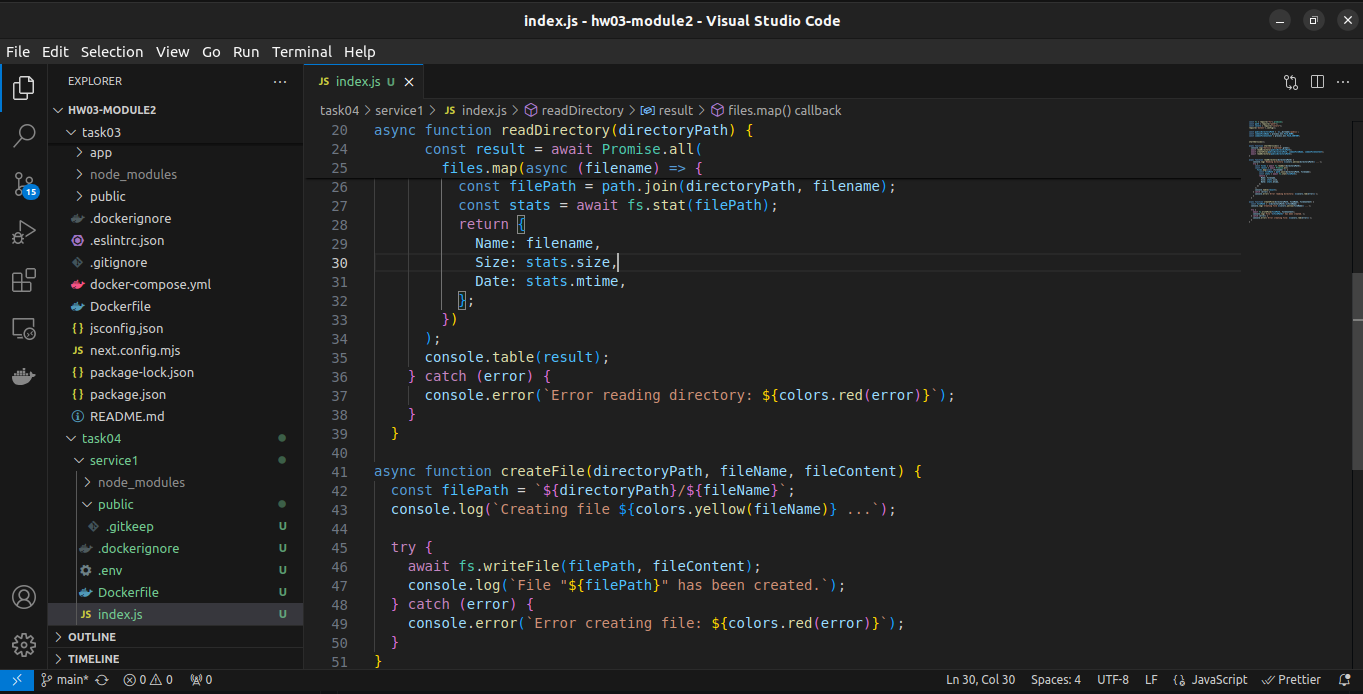 index.js - hw03-module2 - Visual Studio Code
File Edit Selection View Go Run Terminal Help
EXPLORER
HW03-MODULE2
task03
app
node_modules
public
.dockerignore
.eslintrc.json
.gitignore
docker-compose.yml
Dockerfile
{} jsconfig.json
JS next.config.mjs
{} package-lock.json
{} package.json
README.md
task04
service1
node_modules
public
.gitkeep U
.dockerignore U
.env U
Dockerfile U
JS index.js U
OUTLINE
TIMELINE
15
JS index.js U
task04 > service1 > JS index.js > readDirectory > result > files.map() callback
20 async function readDirectory(directoryPath) {
24 const result = await Promise.all(
25 files.map(async (filename) => {
26 const filePath = path.join(directoryPath, filename);
27 const stats = await fs.stat(filePath);
28 return {
29 Name: filename,
30 Size: stats.size,
31 Date: stats.mtime,
32 };
33 })
34 );
35 console.table(result);
36 } catch (error) {
37 console.error(`Error reading directory: ${colors.red(error)}`);
38 }
39 }
40
41 async function createFile(directoryPath, fileName, fileContent) {
42 const filePath = `${directoryPath}/${fileName}`;
43 console.log(`Creating file ${colors.yellow(fileName)} ...`);
44
45 try {
46 await fs.writeFile(filePath, fileContent);
47 console.log(`File "${filePath}" has been created.`);
48 } catch (error) {
49 console.error(`Error creating file: ${colors.red(error)}`);
50 }
51 }
main* 0 0 0 Ln 30, Col 30 Spaces: 4 UTF-8 LF {} JavaScript Prettier